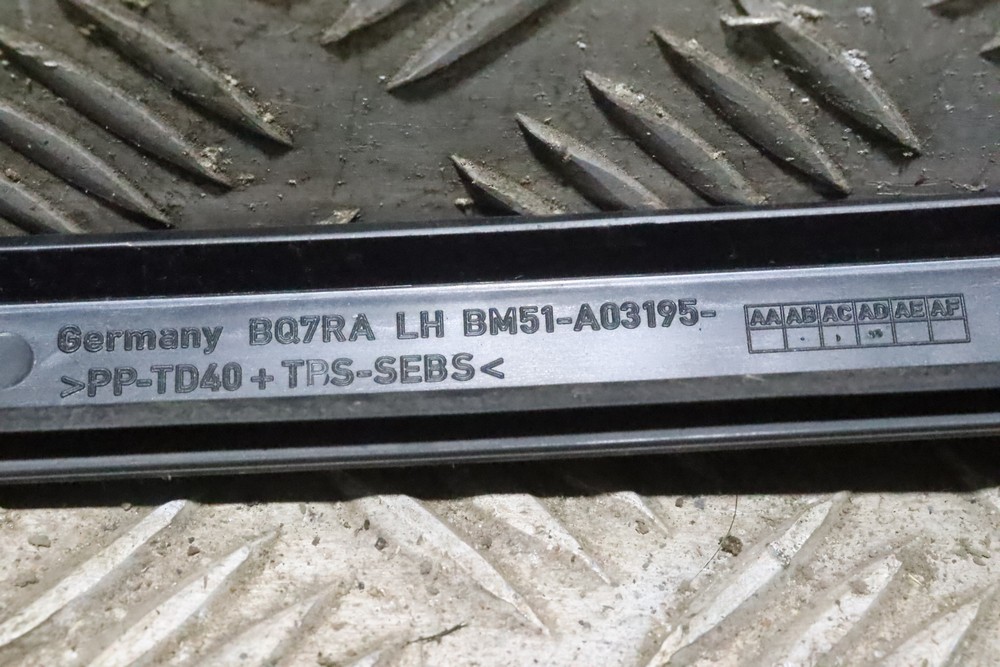 Germany BQ7RA LH BM51-A03195-
>PP-TD40+TPS-SEBS<
AA AB AC AD AE AF